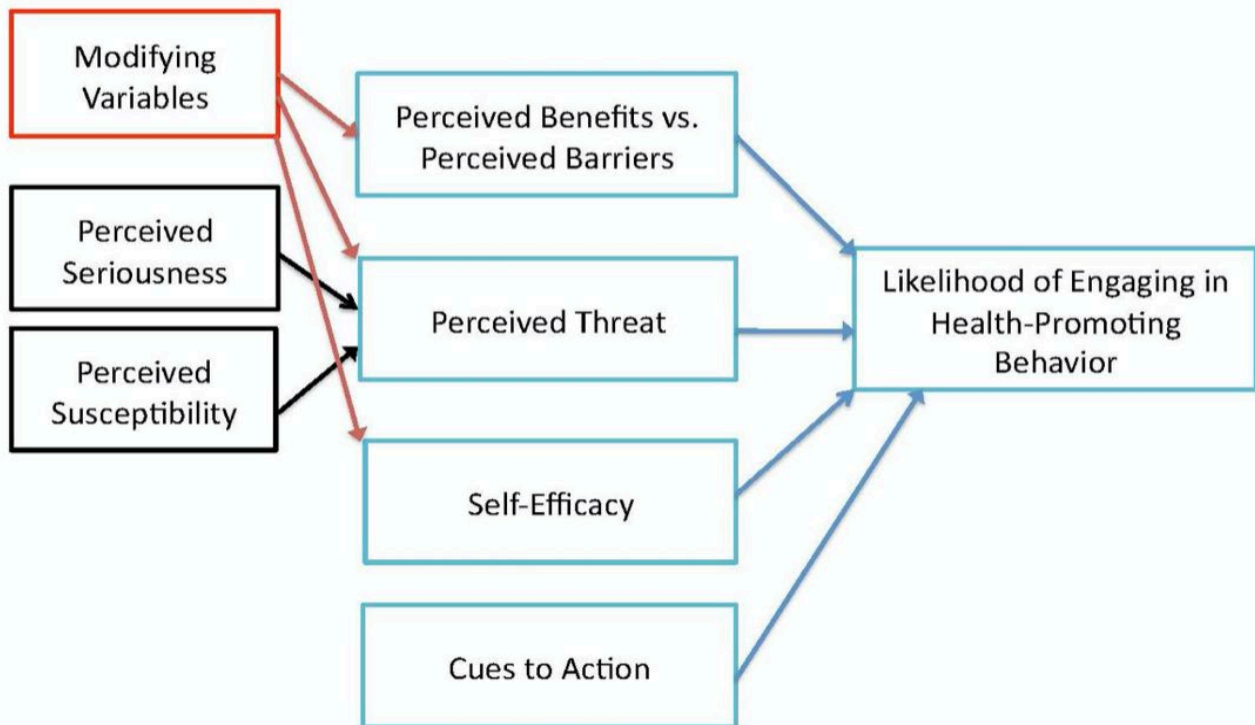 Modifying
Variables
Perceived Benefits vs.
Perceived Barriers
Perceived
Seriousness
Perceived Threat
Likelihood of Engaging in
Health-Promoting
Behavior
Perceived
Susceptibility
Self-Efficacy
Cues to Action